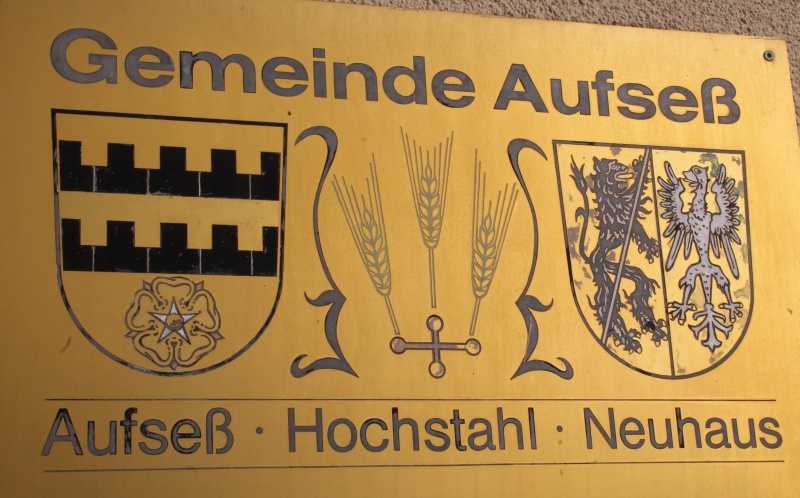 Gemeinde Aufseß
Aufseß · Hochstahl · Neuhaus